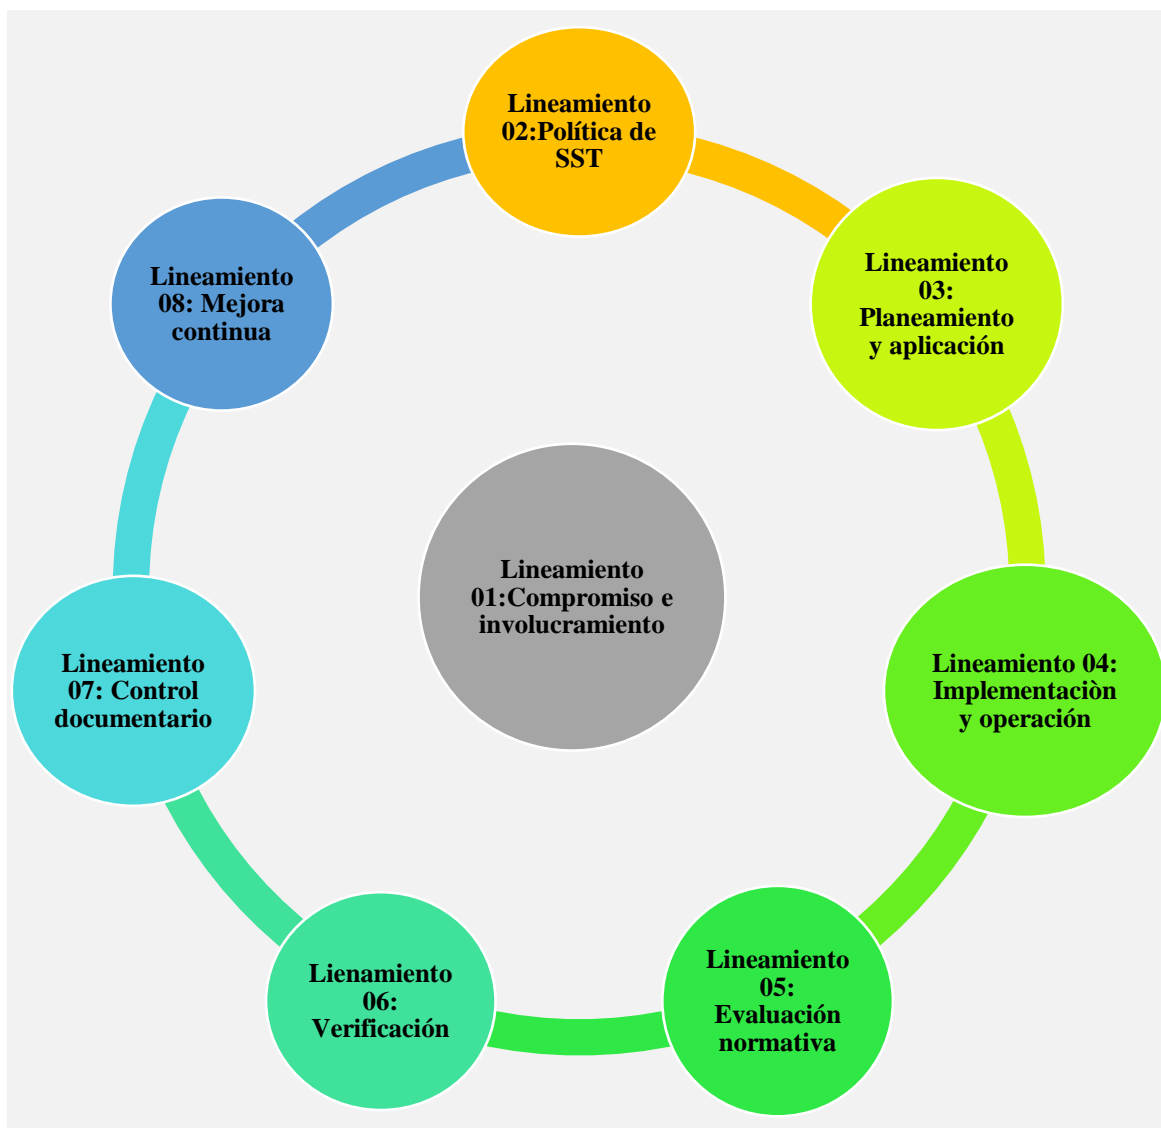 Lineamiento
02:Política de
SST
Lineamiento
03:
Planeamiento
y aplicación
Lineamiento 04:
Implementaciòn
y operación
Lineamiento
05:
Evaluación
normativa
Lienamiento
06:
Verificación
Lineamiento
07: Control
documentario
Lineamiento
08: Mejora
continua
Lineamiento
01:Compromiso e
involucramiento